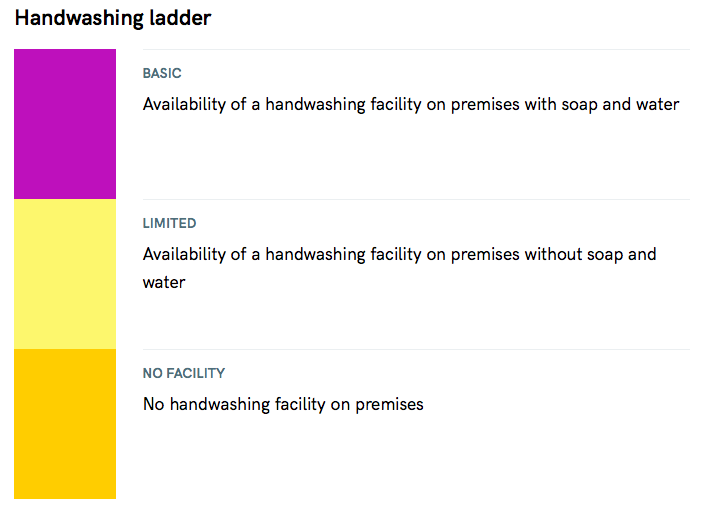 Handwashing ladder
BASIC
Availability of a handwashing facility on premises with soap and water
LIMITED
Availability of a handwashing facility on premises without soap and
water
NO FACILITY
No handwashing facility on premises